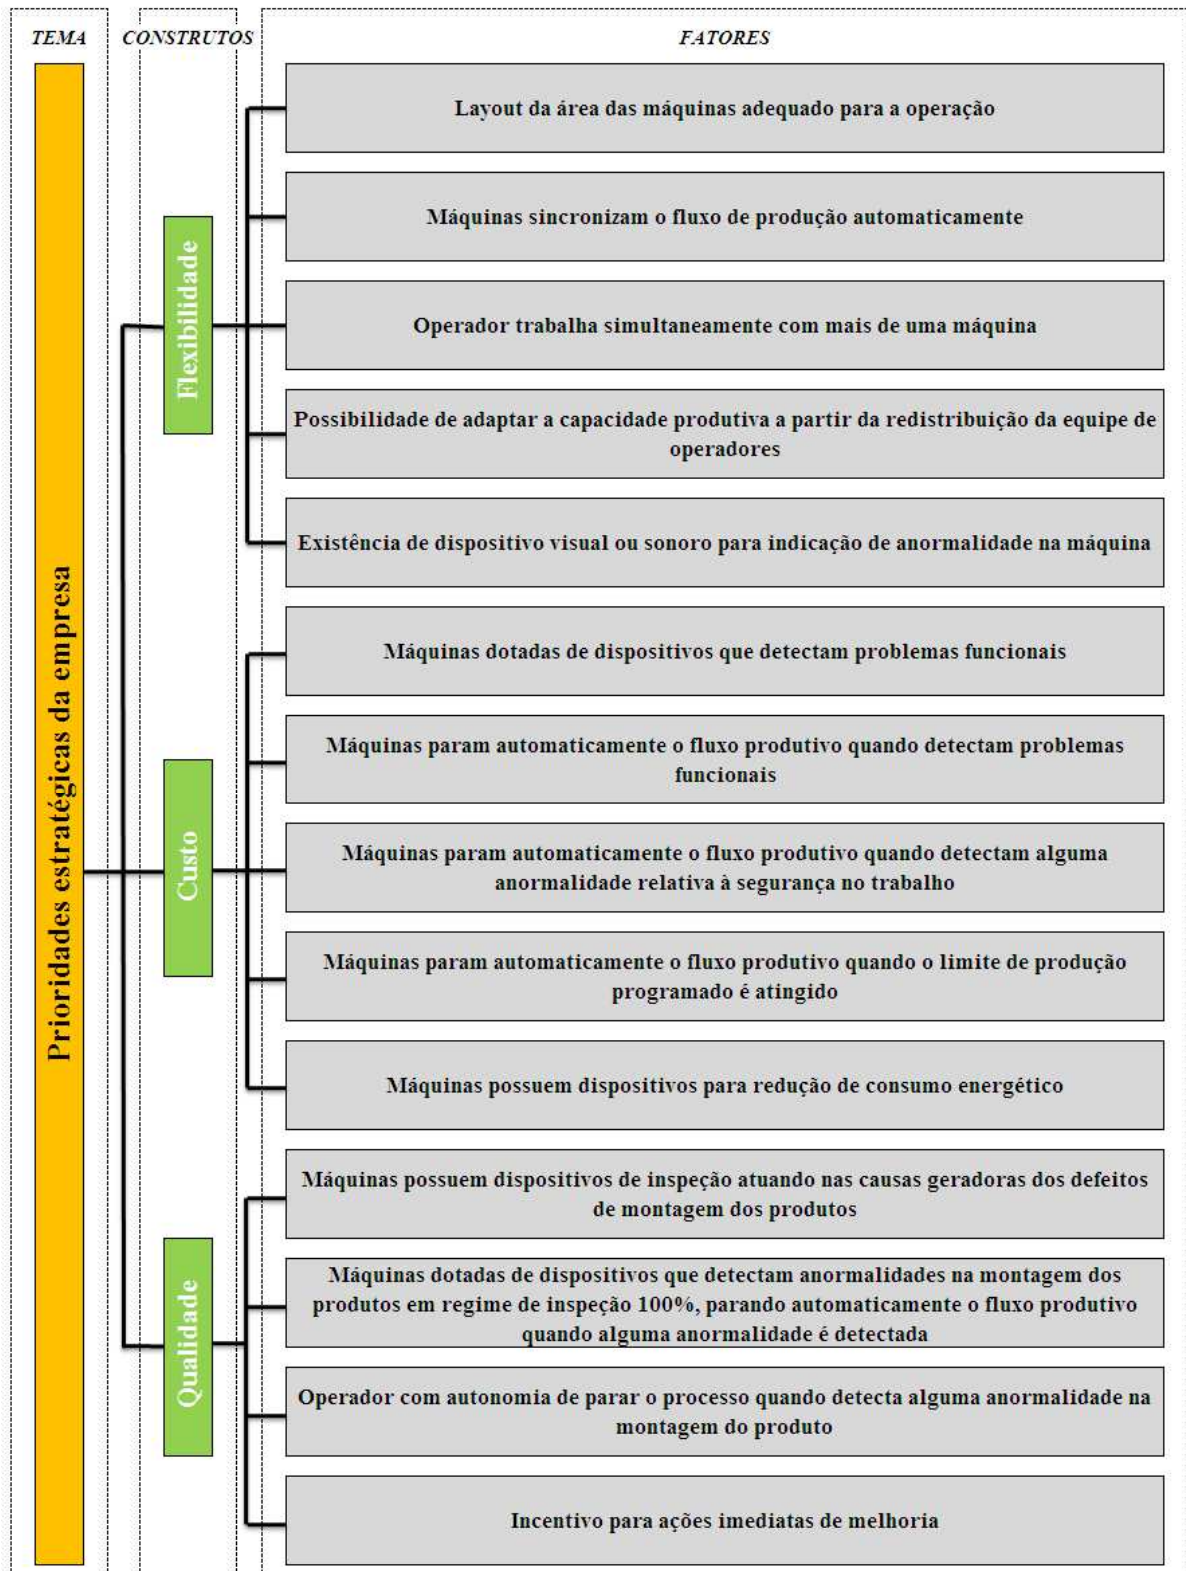 TEMA
CONSTRUTOS
FATORES
Prioridades estratégicas da empresa
Flexibilidade
Layout da área das máquinas adequado para a operação
Máquinas sincronizam o fluxo de produção automaticamente
Operador trabalha simultaneamente com mais de uma máquina
Possibilidade de adaptar a capacidade produtiva a partir da redistribuição da equipe de
operadores
Existência de dispositivo visual ou sonoro para indicação de anormalidade na máquina
Custo
Máquinas dotadas de dispositivos que detectam problemas funcionais
Máquinas param automaticamente o fluxo produtivo quando detectam problemas
funcionais
Máquinas param automaticamente o fluxo produtivo quando detectam alguma
anormalidade relativa à segurança no trabalho
Máquinas param automaticamente o fluxo produtivo quando o limite de produção
programado é atingido
Máquinas possuem dispositivos para redução de consumo energético
Qualidade
Máquinas possuem dispositivos de inspeção atuando nas causas geradoras dos defeitos
de montagem dos produtos
Máquinas dotadas de dispositivos que detectam anormalidades na montagem dos
produtos em regime de inspeção 100%, parando automaticamente o fluxo produtivo
quando alguma anormalidade é detectada
Operador com autonomia de parar o processo quando detecta alguma anormalidade na
montagem do produto
Incentivo para ações imediatas de melhoria